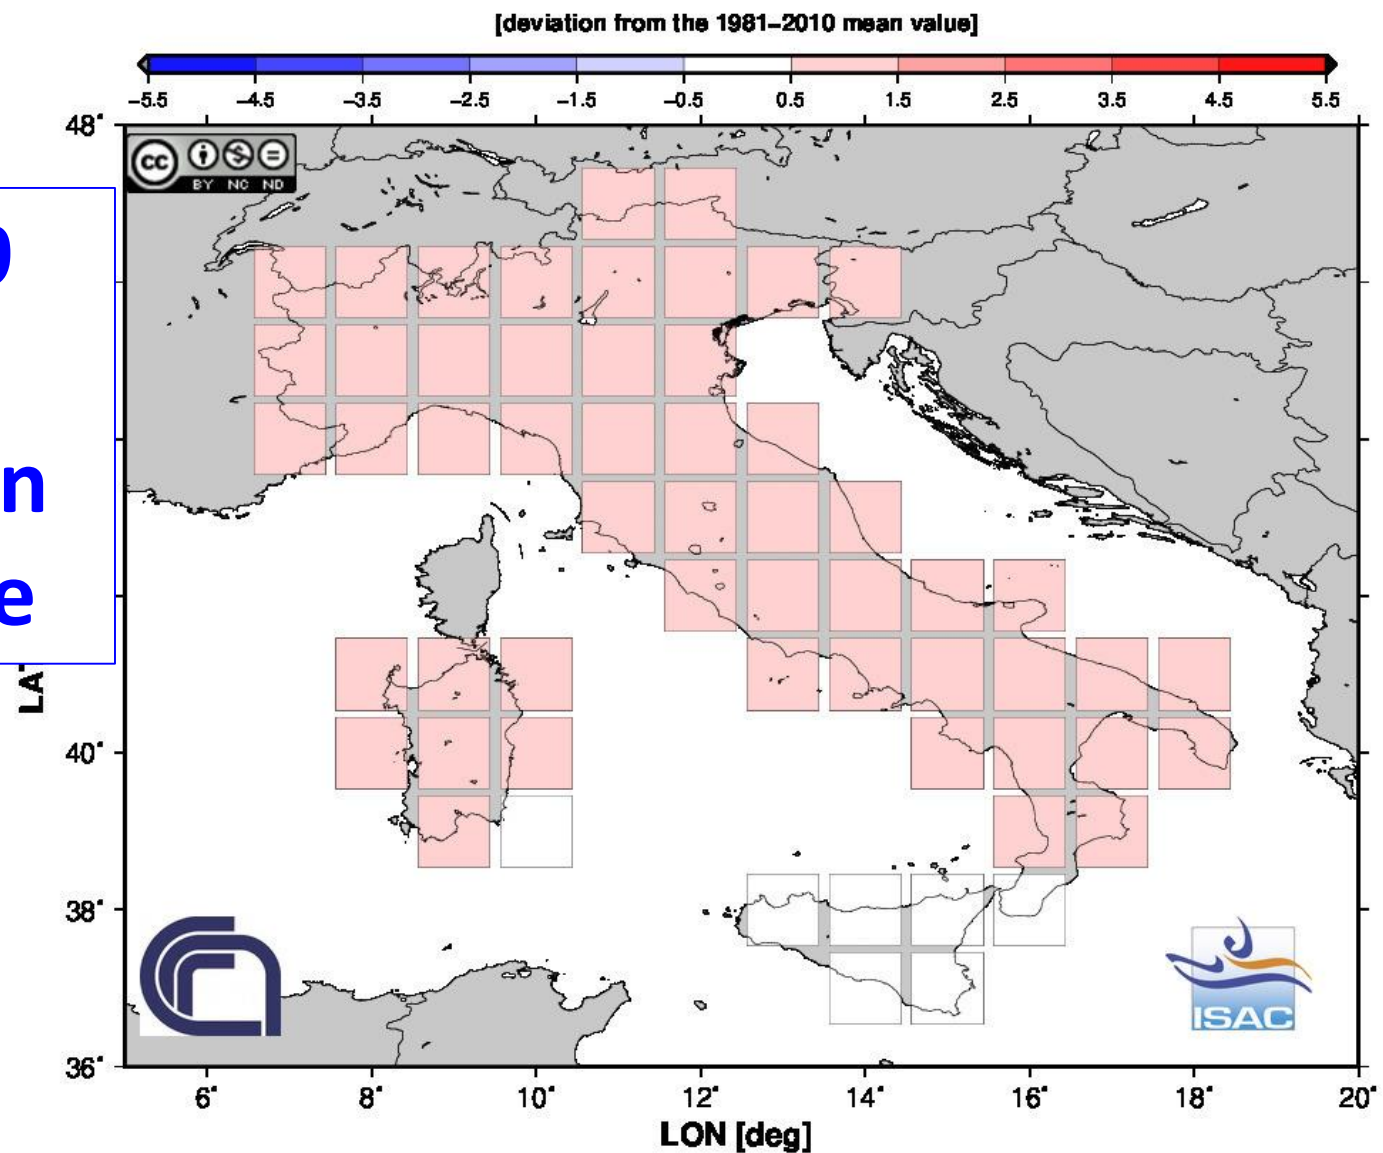 [deviation from the 1981–2010 mean value]
−5.5 −4.5 −3.5 −2.5 −1.5 −0.5 0.5 1.5 2.5 3.5 4.5 5.5
48°
cc
BY NC ND
40°
38°
ISAC
36°
6° 8° 10° 12° 14° 16° 18° 20°
LON [deg]